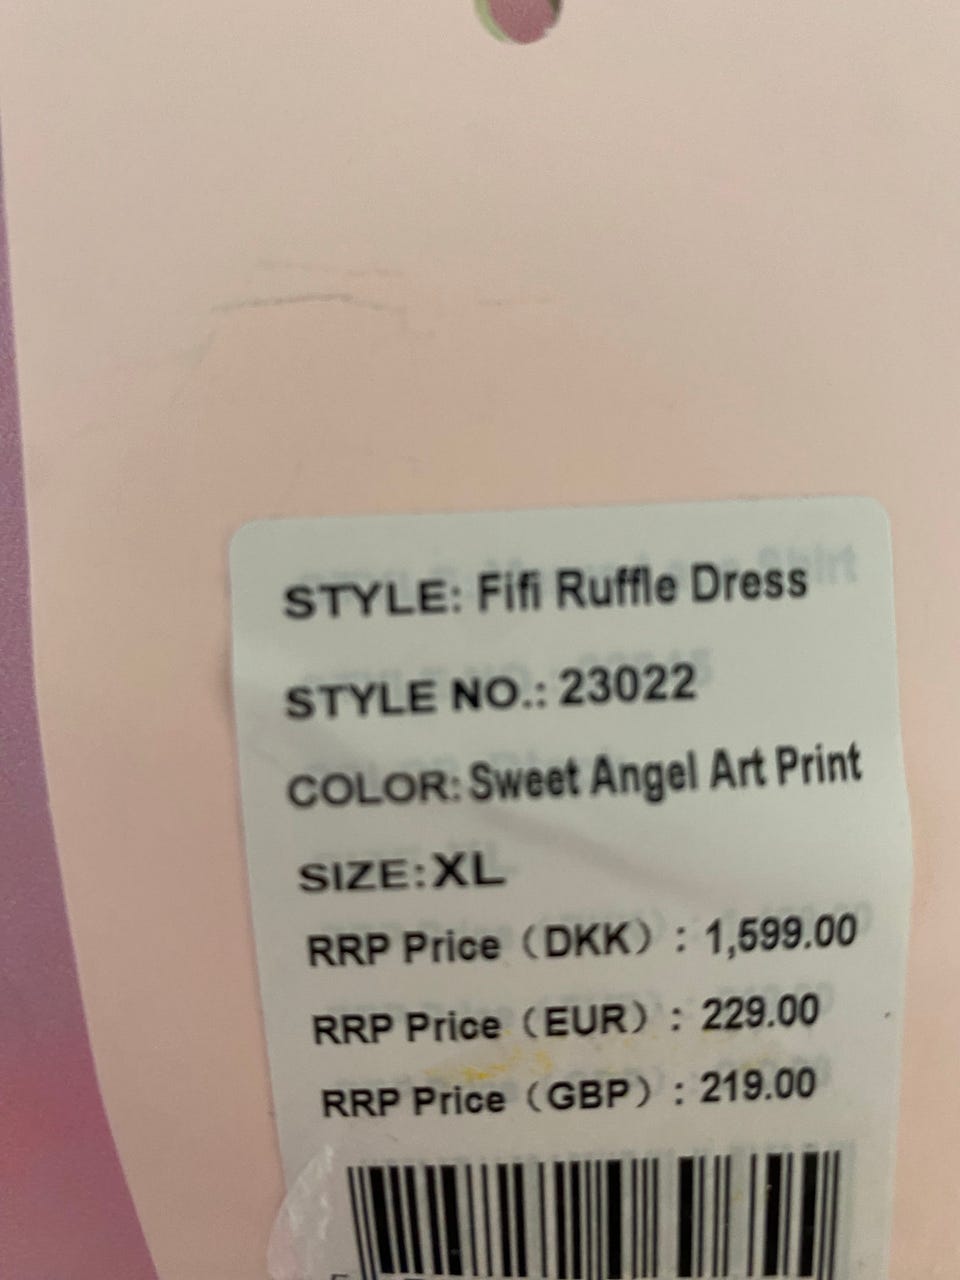 STYLE: Fifi Ruffle Dress
STYLE NO.: 23022
COLOR: Sweet Angel Art Print
SIZE: XL
RRP Price（DKK）: 1,599.00
RRP Price（EUR）: 229.00
RRP Price（GBP）: 219.00